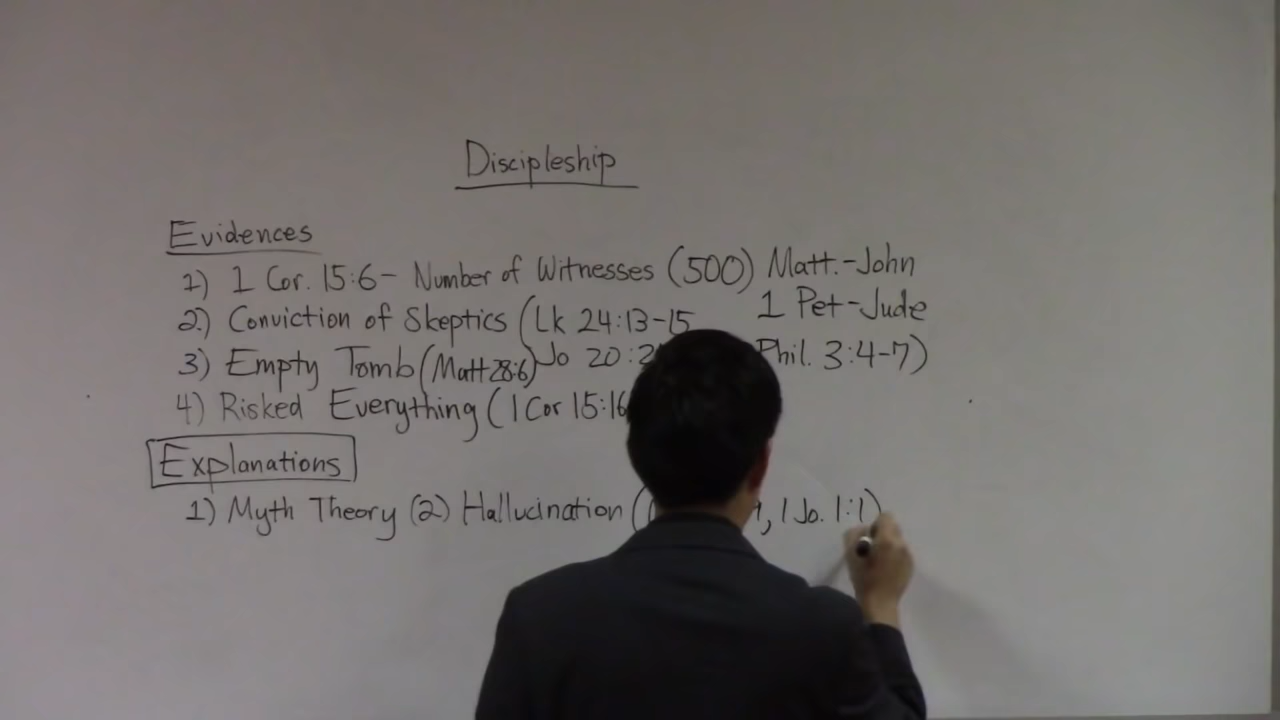 Discipleship
Evidences
1) 1 Cor. 15:6- Number of Witnesses (500) Matt.-John
1 Pet-Jude
2.) Conviction of Skeptics (Lk 24:13-15
3) Empty Tomb (Matt 28:6) Jo 20: Phil. 3:4-7)
4) Risked Everything (1 Cor 15:16
Explanations
1) Myth Theory (2) Hallucination ( , 1 Jo. 1:1)